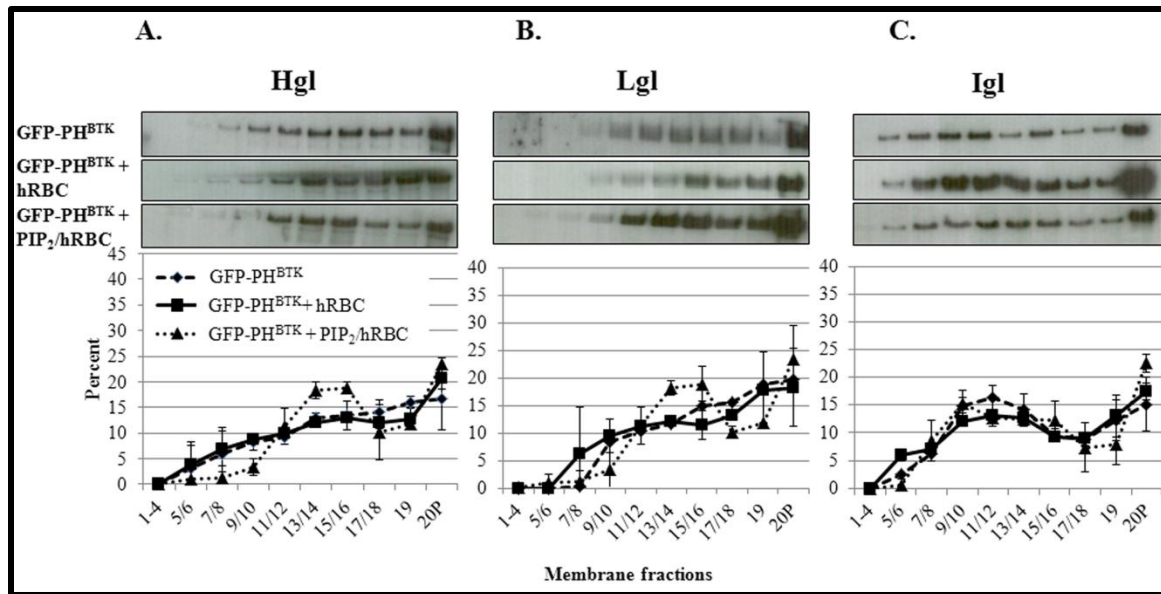 A. B. C.
Hgl Lgl Igl
GFP-PHᴮᵀᴷ
GFP-PHᴮᵀᴷ +
hRBC
GFP-PHᴮᵀᴷ +
PIP₂/hRBC
45
40
35
30
25
20
15
10
5
0
Percent
GFP-PHᴮᵀᴷ
GFP-PHᴮᵀᴷ + hRBC
GFP-PHᴮᵀᴷ + PIP₂/hRBC
1-4 5/6 7/8 9/10 11/12 13/14 15/16 17/18 19 20P
40
35
30
25
20
15
10
5
0
1-4 5/6 7/8 9/10 11/12 13/14 15/16 17/18 19 20P
40
35
30
25
20
15
10
5
0
1-4 5/6 7/8 9/10 11/12 13/14 15/16 17/18 19 20P
Membrane fractions